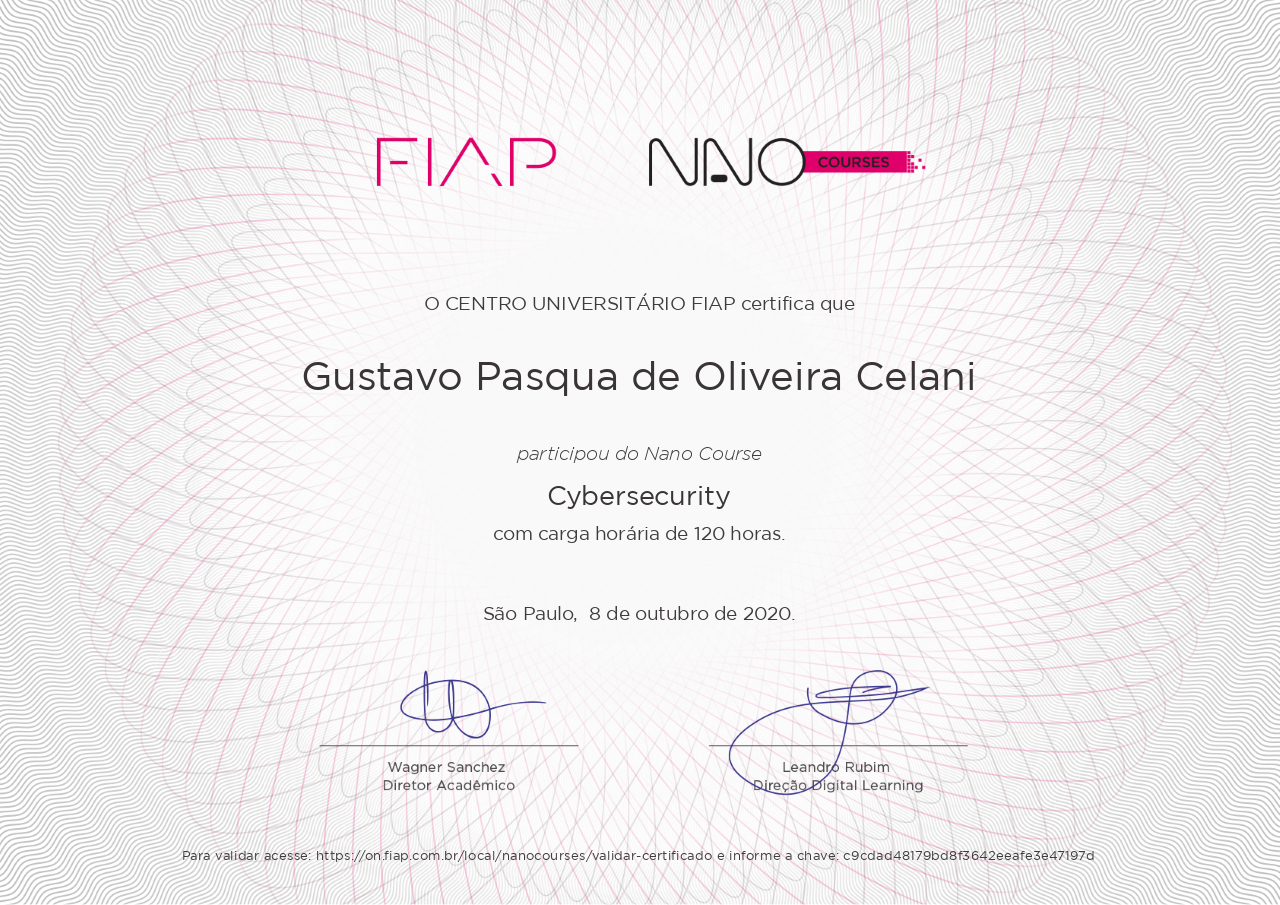 FIAP NANO COURSES
O CENTRO UNIVERSITÁRIO FIAP certifica que
Gustavo Pasqua de Oliveira Celani
participou do Nano Course
Cybersecurity
com carga horária de 120 horas.
São Paulo, 8 de outubro de 2020.
Wagner Sanchez
Diretor Acadêmico
Leandro Rubim
Direção Digital Learning
Para validar acesse: https://on.fiap.com.br/local/nanocourses/validar-certificado e informe a chave: c9cdad48179bd8f3642eeafe3e47197d